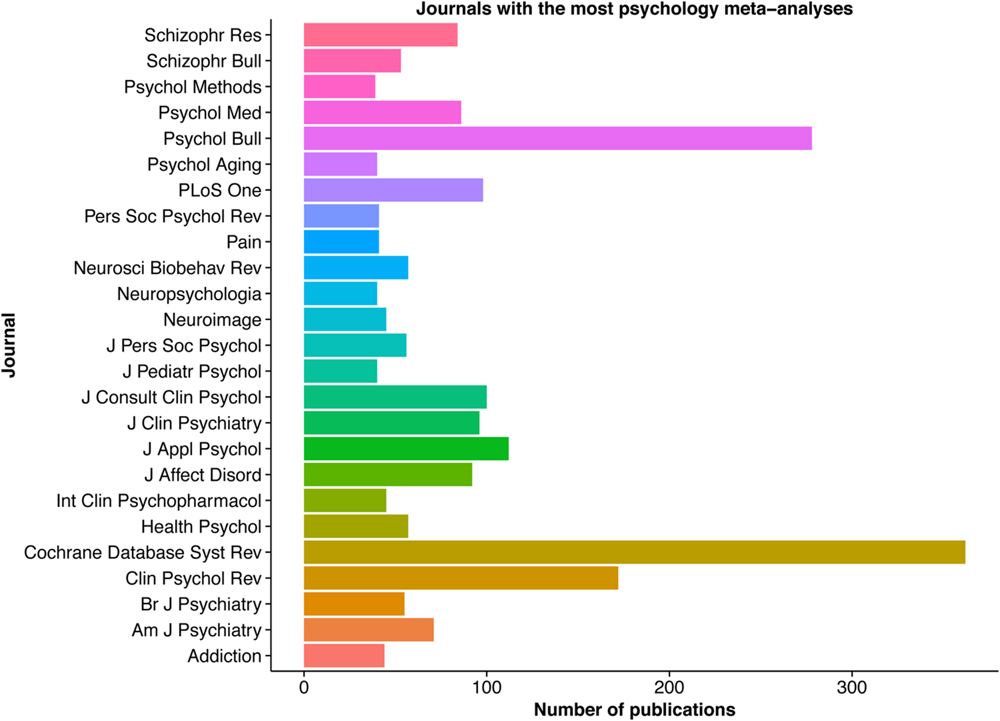 Journals with the most psychology meta−analyses
Schizophr Res
Schizophr Bull
Psychol Methods
Psychol Med
Psychol Bull
Psychol Aging
PLoS One
Pers Soc Psychol Rev
Pain
Neurosci Biobehav Rev
Neuropsychologia
Neuroimage
J Pers Soc Psychol
J Pediatr Psychol
J Consult Clin Psychol
J Clin Psychiatry
J Appl Psychol
J Affect Disord
Int Clin Psychopharmacol
Health Psychol
Cochrane Database Syst Rev
Clin Psychol Rev
Br J Psychiatry
Am J Psychiatry
Addiction
Journal
0 100 200 300
Number of publications